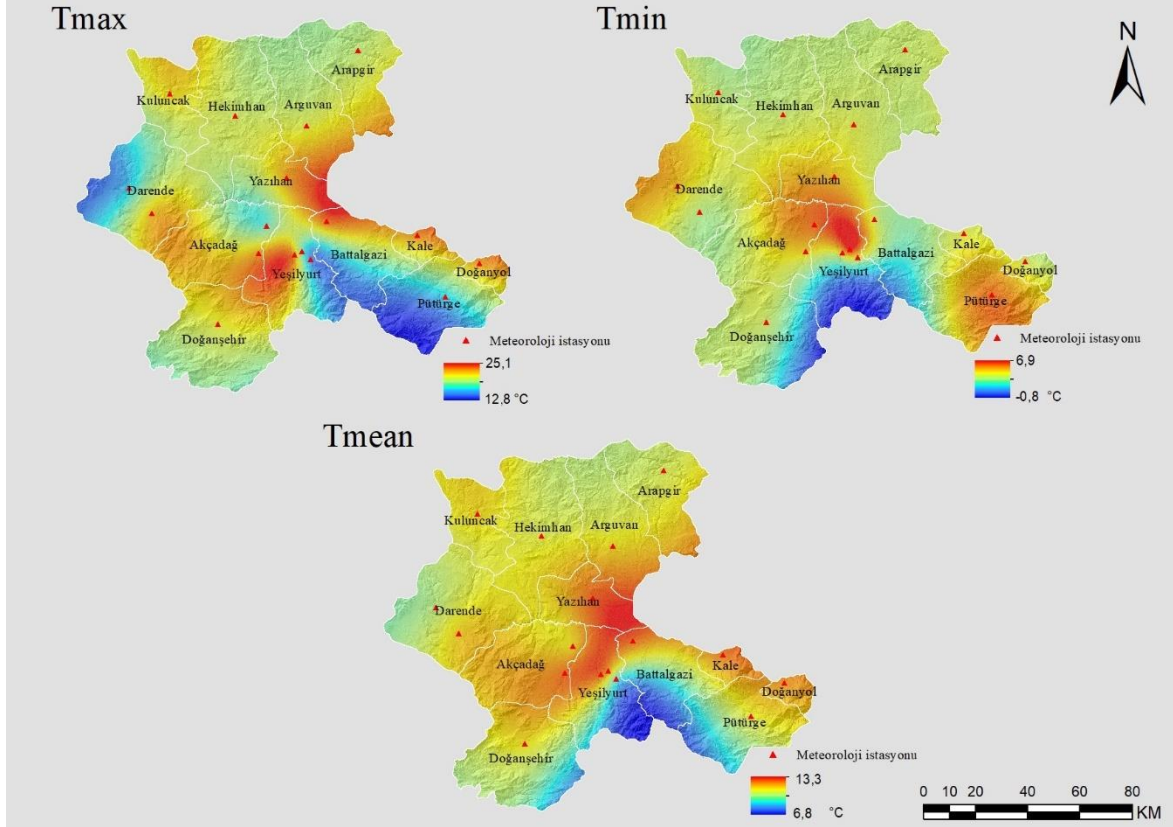 Tmax
Arapgir
Kuluncak
Hekimhan
Arguvan
Yazıhan
Darende
Akçadağ
Battalgazi
Kale
Yeşilyurt
Doğanyol
Pütürge
Doğanşehir
Meteoroloji istasyonu
25,1
12,8 °C
Tmin
N
Arapgir
Kuluncak
Hekimhan
Arguvan
Yazıhan
Darende
Akçadağ
Battalgazi
Kale
Yeşilyurt
Doğanyol
Pütürge
Doğanşehir
Meteoroloji istasyonu
6,9
-0,8 °C
Tmean
Arapgir
Kuluncak
Hekimhan
Arguvan
Yazıhan
Darende
Akçadağ
Kale
Battalgazi
Yeşilyurt
Doğanyol
Pütürge
Doğanşehir
Meteoroloji istasyonu
13,3
6,8 °C
0 10 20 40 60 80
KM